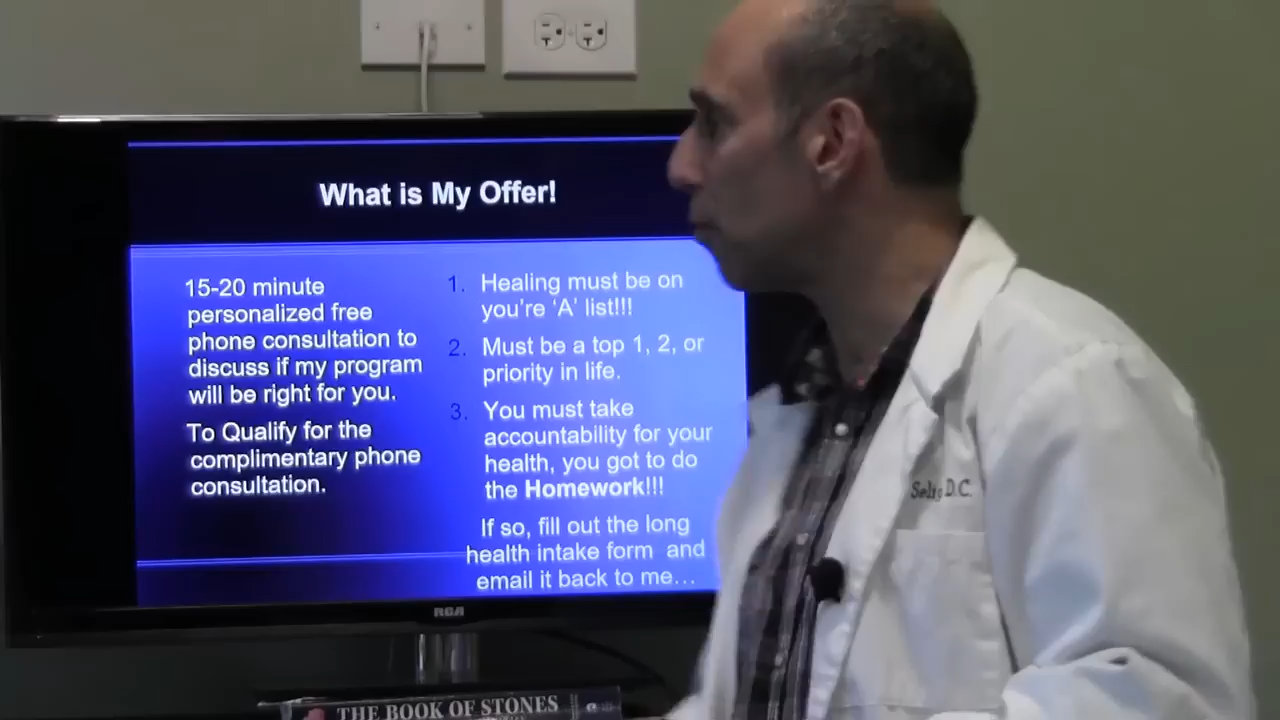 What is My Offer!
15-20 minute
personalized free
phone consultation to
discuss if my program
will be right for you.
To Qualify for the
complimentary phone
consultation.
1. Healing must be on
you're 'A' list!!!
2. Must be a top 1, 2, or
priority in life.
3. You must take
accountability for your
health, you got to do
the Homework!!!
If so, fill out the long
health intake form and
email it back to me...
RCA
D.C.
THE BOOK OF STONES